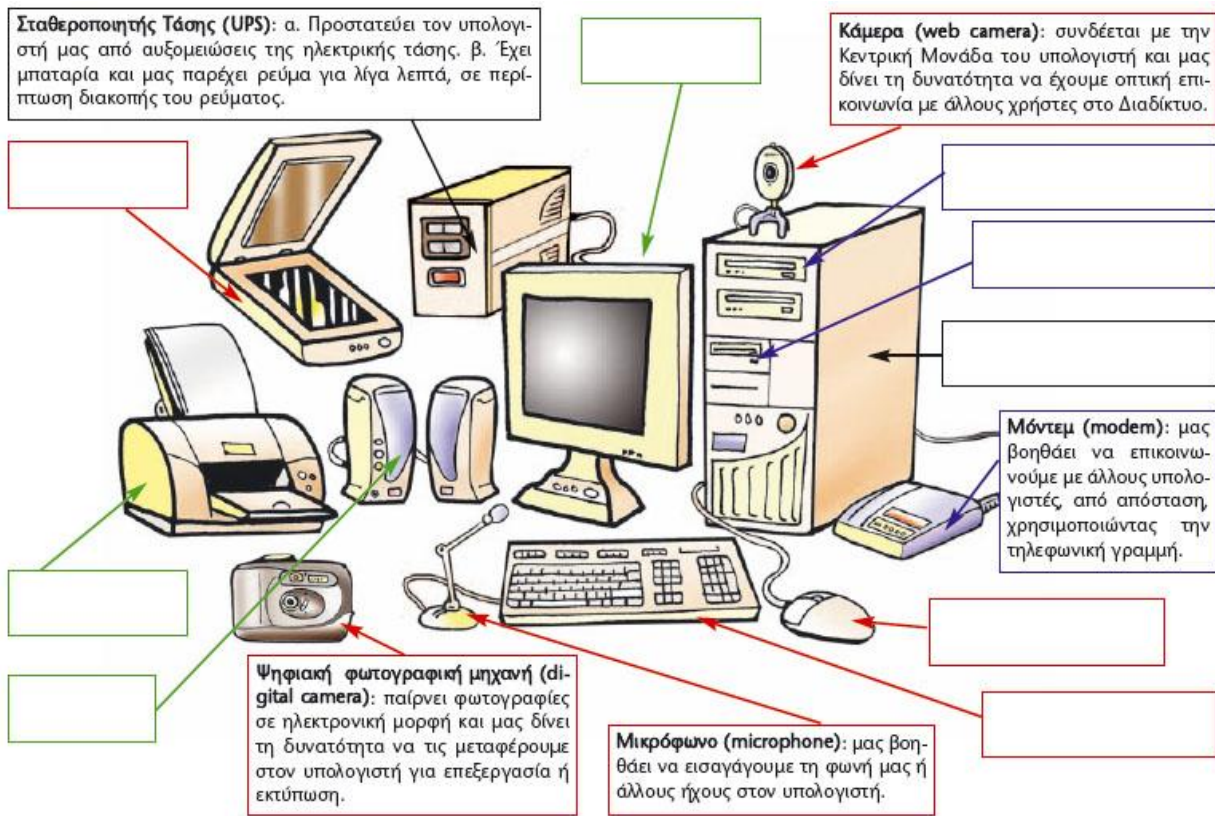 Σταθεροποιητής Τάσης (UPS): α. Προστατεύει τον υπολογι-
στή μας από αυξομειώσεις της ηλεκτρικής τάσης. β. Έχει
μπαταρία και μας παρέχει ρεύμα για λίγα λεπτά, σε περί-
πτωση διακοπής του ρεύματος.
Κάμερα (web camera): συνδέεται με την
Κεντρική Μονάδα του υπολογιστή και μας
δίνει τη δυνατότητα να έχουμε οπτική επι-
κοινωνία με άλλους χρήστες στο Διαδίκτυο.
Μόντεμ (modem): μας
βοηθάει να επικοινω-
νούμε με άλλους υπολο-
γιστές, από απόσταση,
χρησιμοποιώντας την
τηλεφωνική γραμμή.
Ψηφιακή φωτογραφική μηχανή (di-
gital camera): παίρνει φωτογραφίες
σε ηλεκτρονική μορφή και μας δίνει
τη δυνατότητα να τις μεταφέρουμε
στον υπολογιστή για επεξεργασία ή
εκτύπωση.
Μικρόφωνο (microphone): μας βοη-
θάει να εισαγάγουμε τη φωνή μας ή
άλλους ήχους στον υπολογιστή.